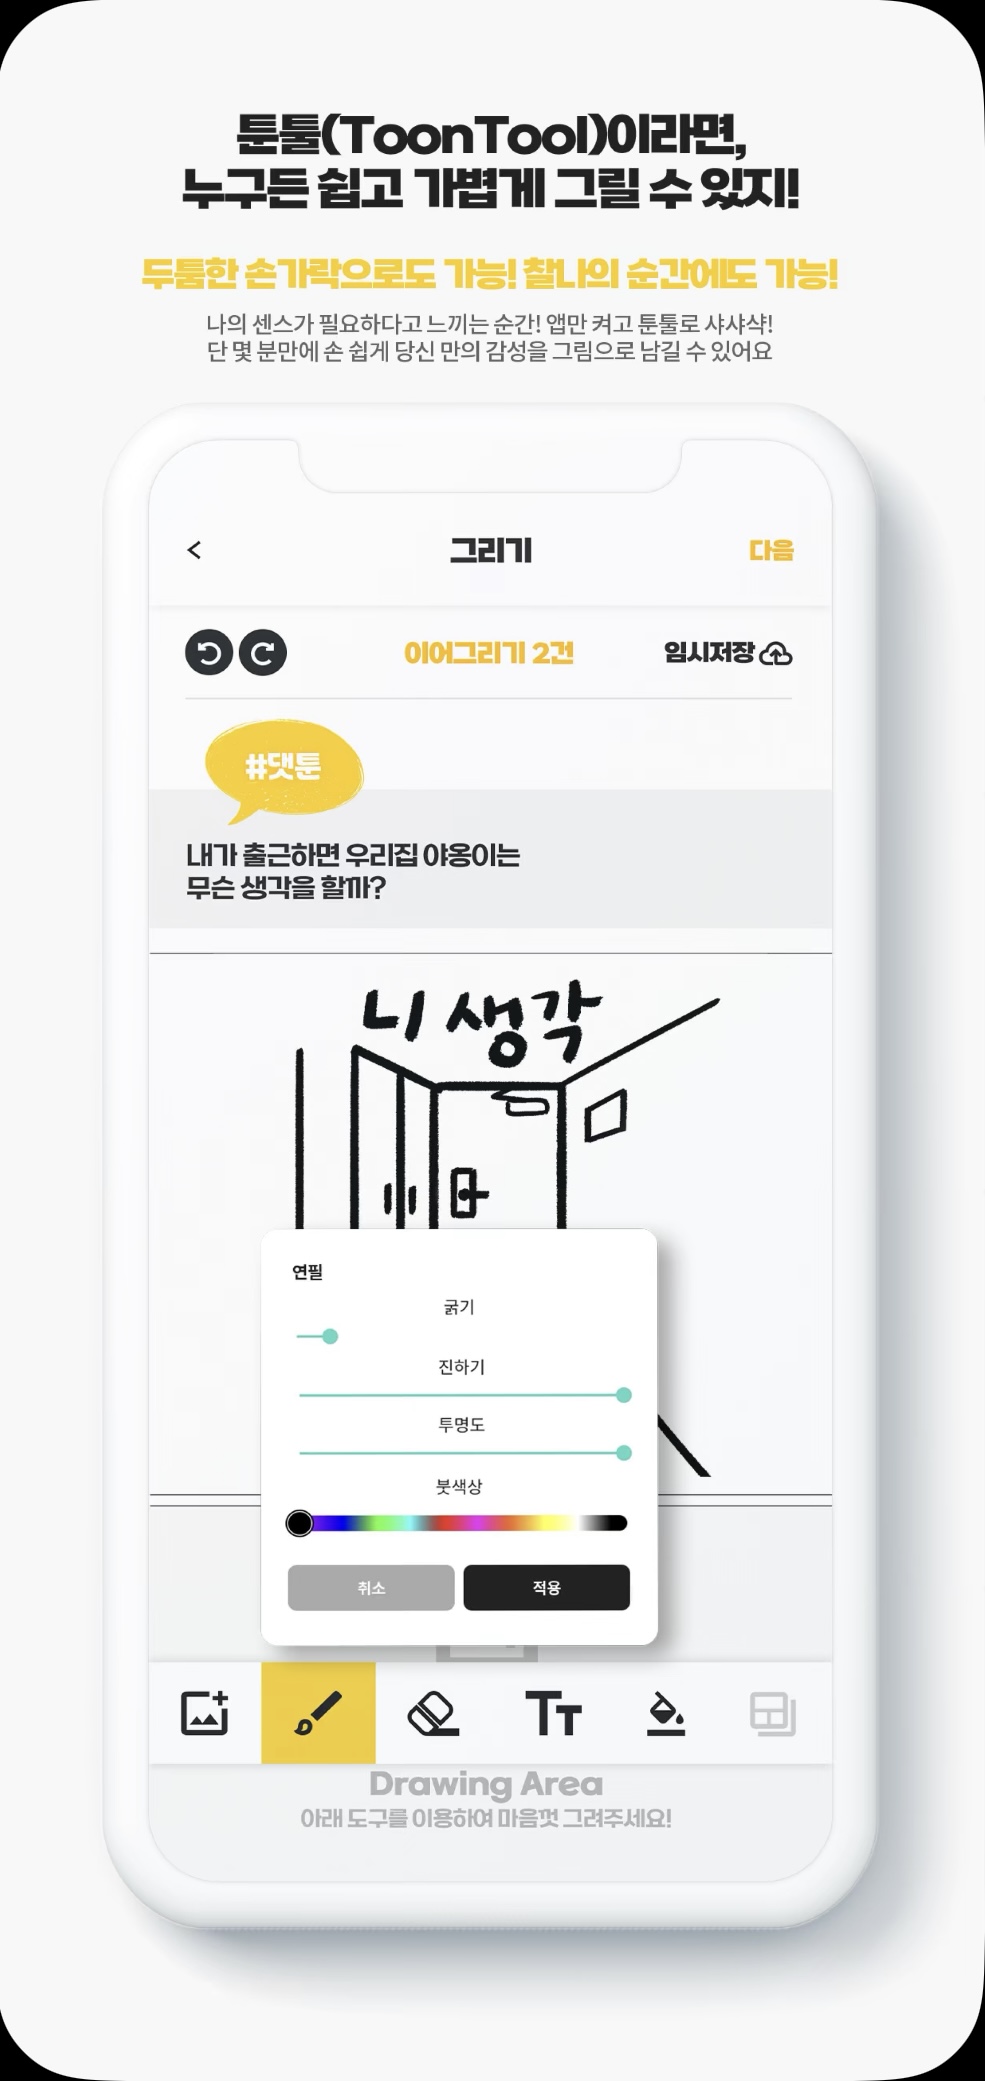 툰툴(ToonTool)이라면,
누구든 쉽고 가볍게 그릴 수 있지!
두툼한 손가락으로도 가능! 찰나의 순간에도 가능!
나의 센스가 필요하다고 느끼는 순간! 앱만 켜고 툰툴로 샤샤샥!
단 몇 분만에 손 쉽게 당신 만의 감성을 그림으로 남길 수 있어요
그리기
다음
이어그리기 2건
임시저장
#댓툰
내가 출근하면 우리집 야옹이는
무슨 생각을 할까?
니 생각
연필
굵기
진하기
투명도
붓색상
취소
적용
Tт
Drawing Area
아래 도구를 이용하여 마음껏 그려주세요!